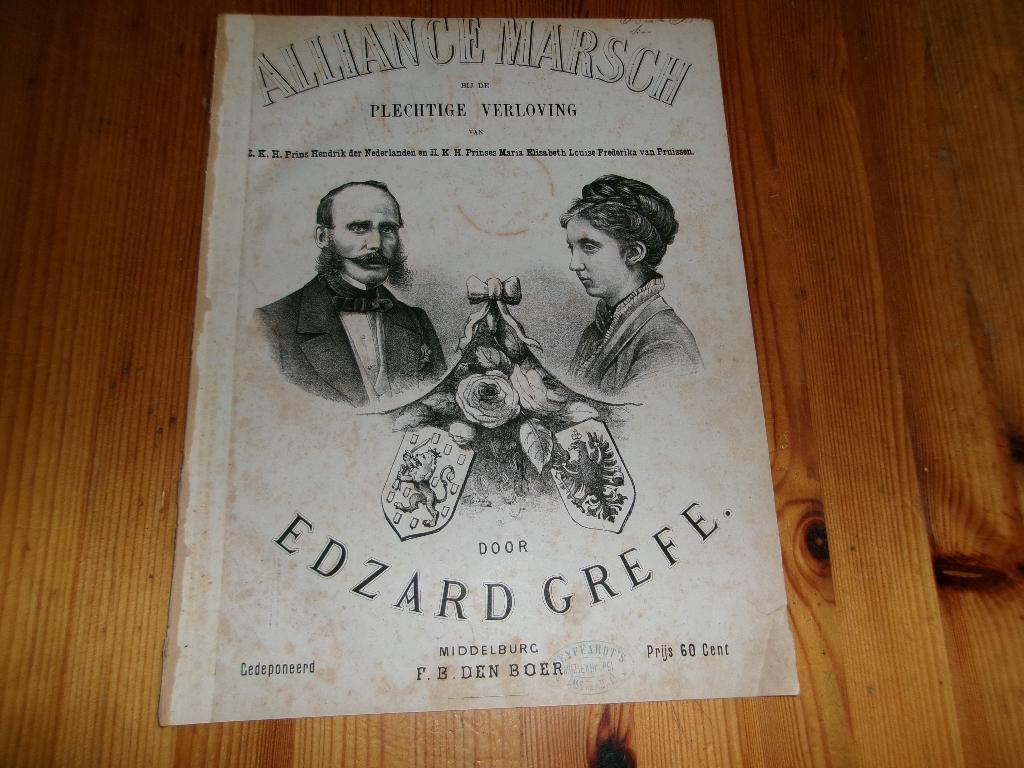 ALLIANCE MARSCH
BIJ DE
PLECHTIGE VERLOVING
VAN
Z. K. H. Prins Hendrik der Nederlanden en H. K. H. Prinses Maria Elisabeth Louise Frederika van Pruissen.
DOOR
EDZARD GREFE.
Gedeponeerd
MIDDELBURG
F. B. DEN BOER
Prijs 60 Cent